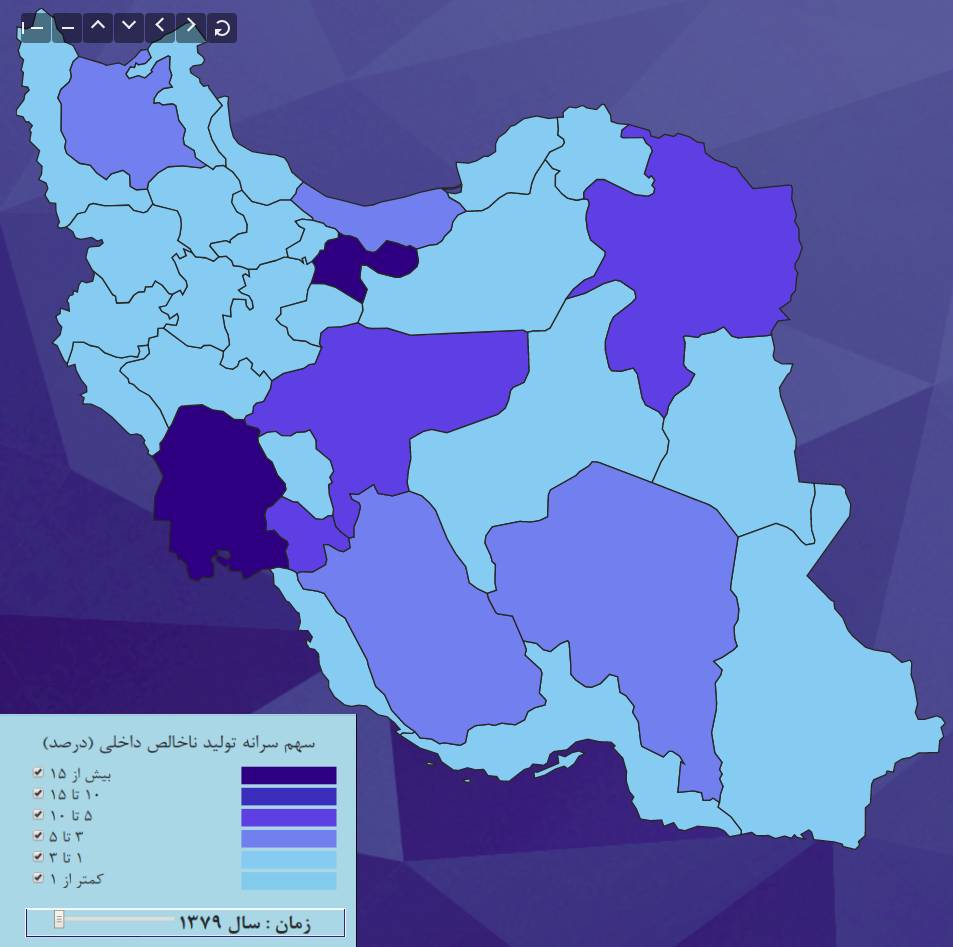 سهم سرانه تولید ناخالص داخلی (درصد)
بیش از ۱۵
۱۰ تا ۱۵
۵ تا ۱۰
۳ تا ۵
۱ تا ۳
کمتر از ۱
زمان : سال ۱۳۷۹